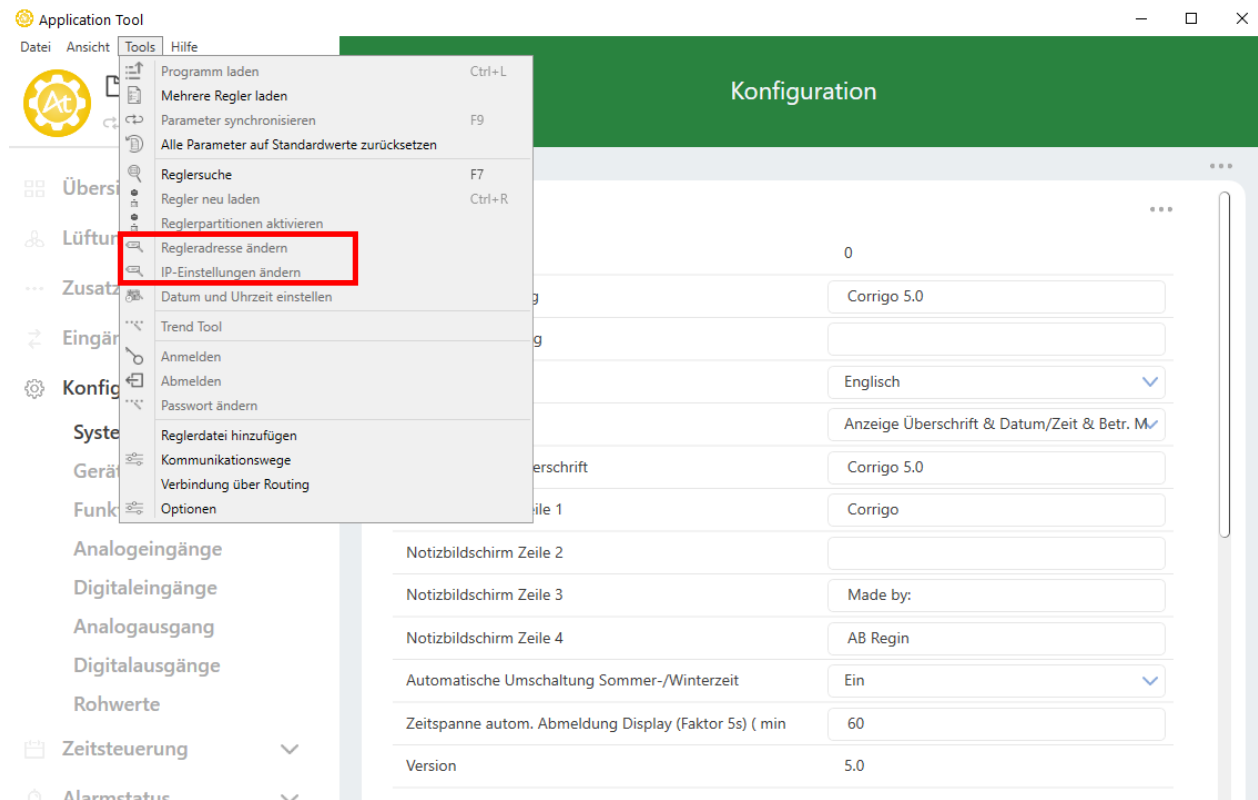 Application Tool
Datei Ansicht Tools Hilfe
At
Konfiguration
Programm laden Ctrl+L
Mehrere Regler laden
Parameter synchronisieren F9
Alle Parameter auf Standardwerte zurücksetzen
Reglersuche F7
Regler neu laden Ctrl+R
Reglerpartitionen aktivieren
Regleradresse ändern
IP-Einstellungen ändern
Datum und Uhrzeit einstellen
Trend Tool
Anmelden
Abmelden
Passwort ändern
Reglerdatei hinzufügen
Kommunikationswege
Verbindung über Routing
Optionen
Übersi
Lüftun
Zusatz
Eingän
Konfig
Syste
Gerät
Funk
Analogeingänge
Digitaleingänge
Analogausgang
Digitalausgänge
Rohwerte
Zeitsteuerung
Alarmstatus
0
g Corrigo 5.0
g
Englisch
Anzeige Überschrift & Datum/Zeit & Betr. M
erschrift Corrigo 5.0
ile 1 Corrigo
Notizbildschirm Zeile 2
Notizbildschirm Zeile 3 Made by:
Notizbildschirm Zeile 4 AB Regin
Automatische Umschaltung Sommer-/Winterzeit Ein
Zeitspanne autom. Abmeldung Display (Faktor 5s) ( min 60
Version 5.0